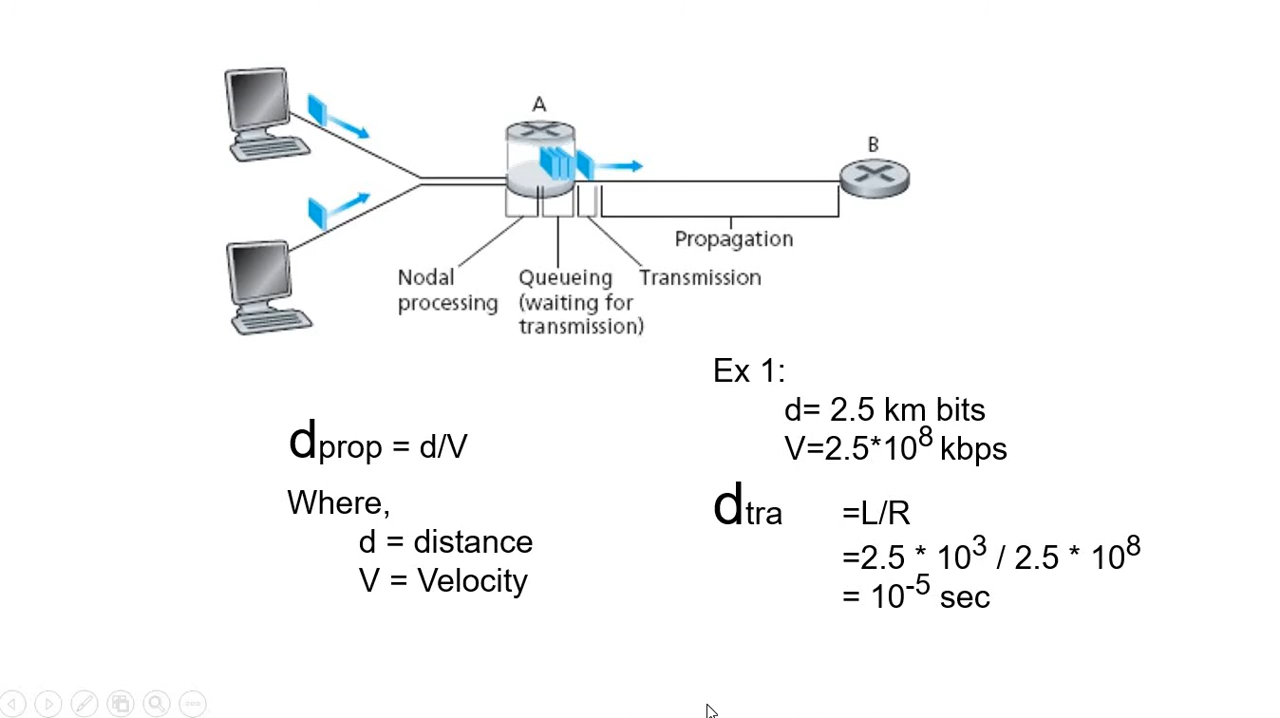 A
B
Propagation
Nodal
processing
Queueing
(waiting for
transmission)
Transmission
dprop = d/V
Where,
d = distance
V = Velocity
Ex 1:
d= 2.5 km bits
V=2.5*10⁸ kbps
dtra =L/R
=2.5 * 10³ / 2.5 * 10⁸
= 10⁻⁵ sec